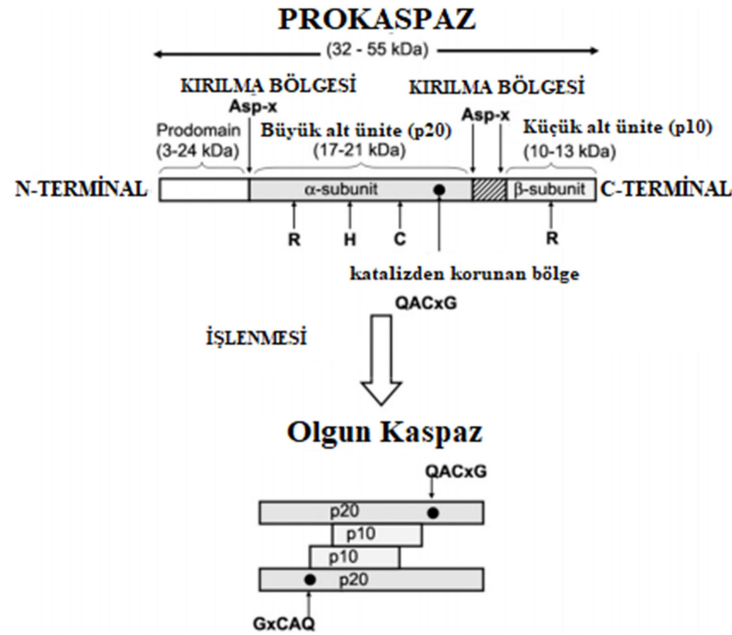 PROKASPAZ
(32 - 55 kDa)
KIRILMA BÖLGESİ
KIRILMA BÖLGESİ
Asp-x
Asp-x
Prodomain
(3-24 kDa)
Büyük alt ünite (p20)
(17-21 kDa)
Küçük alt ünite (p10)
(10-13 kDa)
N-TERMİNAL
α-subunit
β-subunit
C-TERMİNAL
R
H
C
R
katalizden korunan bölge
QACxG
İŞLENMESİ
Olgun Kaspaz
QACxG
p20
p10
p10
p20
GxCAQ